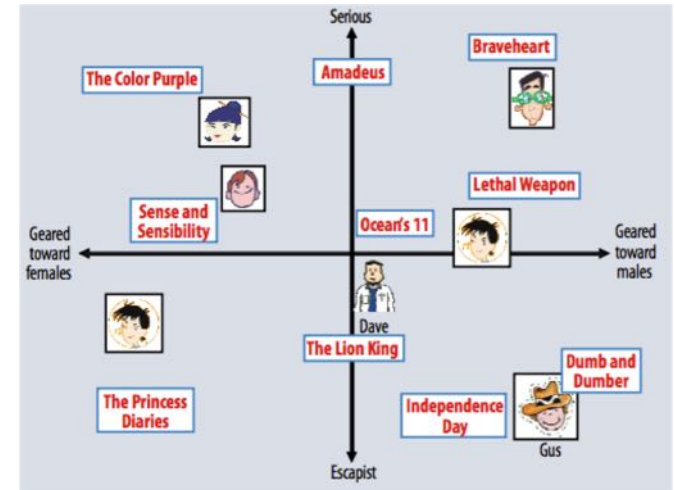 Serious
Braveheart
Amadeus
The Color Purple
Lethal Weapon
Sense and
Sensibility
Ocean's 11
Geared
toward
females
Geared
toward
males
Dave
The Lion King
Dumb and
Dumber
The Princess
Diaries
Independence
Day
Gus
Escapist